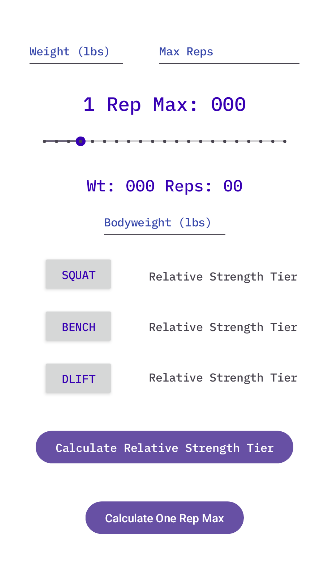 Weight (lbs) Max Reps
1 Rep Max: 000
Wt: 000 Reps: 00
Bodyweight (lbs)
SQUAT Relative Strength Tier
BENCH Relative Strength Tier
DLIFT Relative Strength Tier
Calculate Relative Strength Tier
Calculate One Rep Max